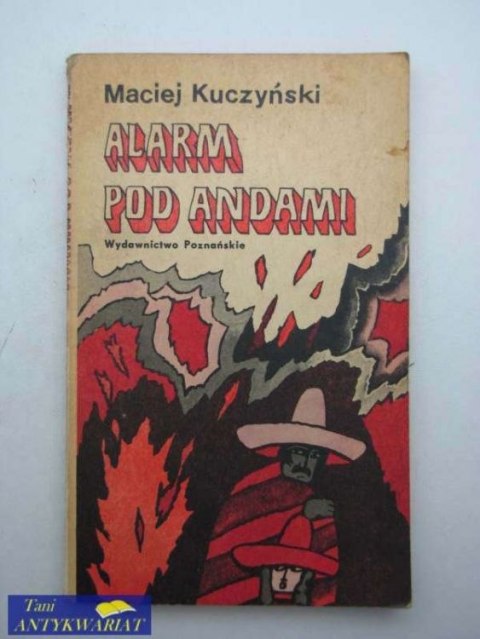 Maciej Kuczyński
ALARM
POD ANDAMI
Wydawnictwo Poznańskie
Tani
ANTYKWARIAT